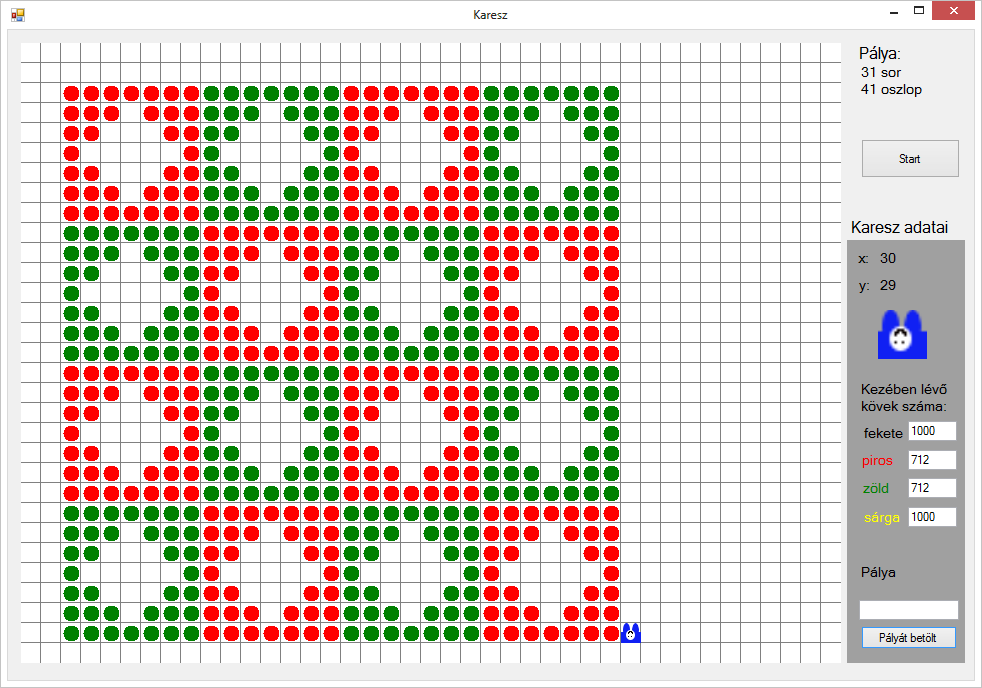 Karesz
Pálya:
31 sor
41 oszlop
Start
Karesz adatai
x: 30
y: 29
Kezében lévő
kövek száma:
fekete 1000
piros 712
zöld 712
sárga 1000
Pálya
Pályát betölt